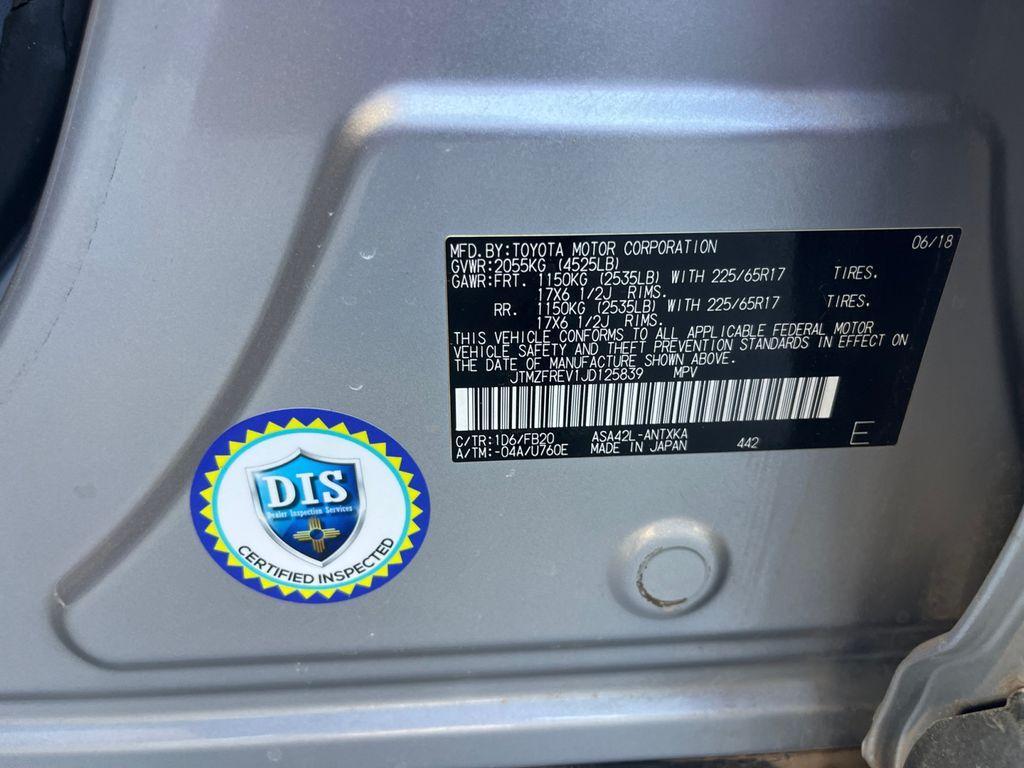 MFD.BY:TOYOTA MOTOR CORPORATION 06/18
GVWR:2055KG (4525LB)
GAWR:FRT. 1150KG (2535LB) WITH 225/65R17 TIRES.
17X6 1/2J RIMS.
RR. 1150KG (2535LB) WITH 225/65R17 TIRES.
17X6 1/2J RIMS.
THIS VEHICLE CONFORMS TO ALL APPLICABLE FEDERAL MOTOR
VEHICLE SAFETY AND THEFT PREVENTION STANDARDS IN EFFECT ON
THE DATE OF MANUFACTURE SHOWN ABOVE.
JTMZFREV1JD125839 MPV
C/TR:1D6/FB20 ASA42L-ANTXKA 442 E
A/TM:-04A/U760E MADE IN JAPAN
DIS
Dealer Inspection Services
CERTIFIED INSPECTED